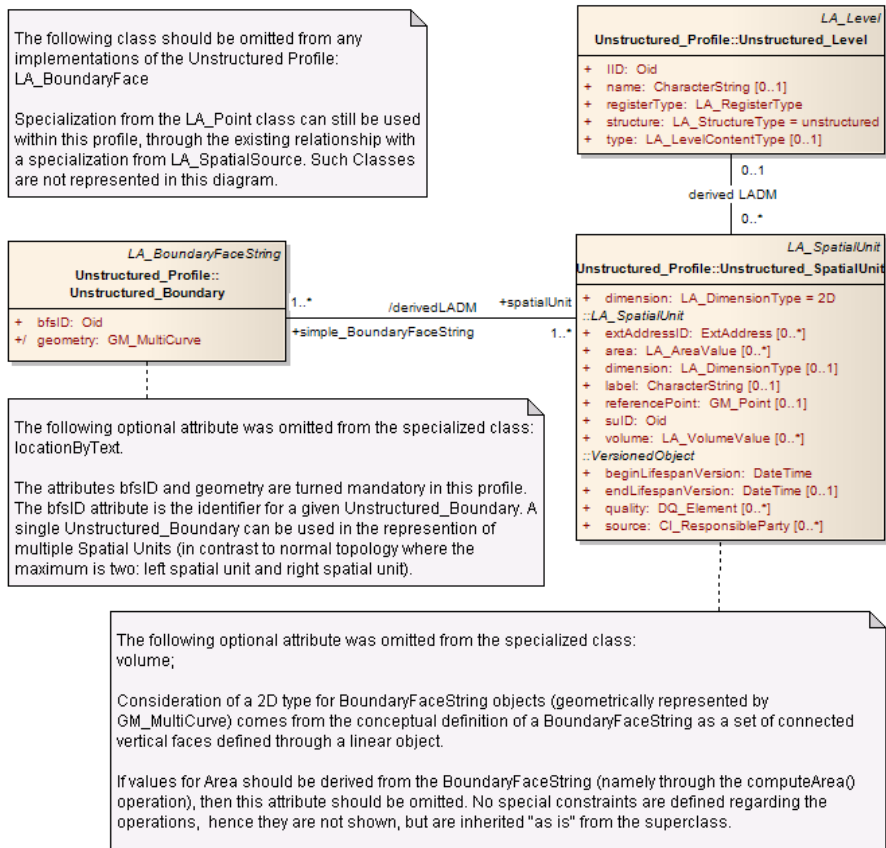 The following class should be omitted from any
implementations of the Unstructured Profile:
LA_BoundaryFace
Specialization from the LA_Point class can still be used
within this profile, through the existing relationship with
a specialization from LA_SpatialSource. Such Classes
are not represented in this diagram.
LA_Level
Unstructured_Profile::Unstructured_Level
+ lID: Oid
+ name: CharacterString [0..1]
+ registerType: LA_RegisterType
+ structure: LA_StructureType = unstructured
+ type: LA_LevelContentType [0..1]
0..1
derived LADM
0..*
LA_BoundaryFaceString
Unstructured_Profile::
Unstructured_Boundary
+ bfsID: Oid
+/ geometry: GM_MultiCurve
1..*
/derivedLADM
+spatialUnit
+simple_BoundaryFaceString
1..*
LA_SpatialUnit
Unstructured_Profile::Unstructured_SpatialUnit
+ dimension: LA_DimensionType = 2D
::LA_SpatialUnit
+ extAddressID: ExtAddress [0..*]
+ area: LA_AreaValue [0..*]
+ dimension: LA_DimensionType [0..1]
+ label: CharacterString [0..1]
+ referencePoint: GM_Point [0..1]
+ suID: Oid
+ volume: LA_VolumeValue [0..*]
::VersionedObject
+ beginLifespanVersion: DateTime
+ endLifespanVersion: DateTime [0..1]
+ quality: DQ_Element [0..*]
+ source: CI_ResponsibleParty [0..*]
The following optional attribute was omitted from the specialized class:
locationByText.
The attributes bfsID and geometry are turned mandatory in this profile.
The bfsID attribute is the identifier for a given Unstructured_Boundary. A
single Unstructured_Boundary can be used in the represention of
multiple Spatial Units (in contrast to normal topology where the
maximum is two: left spatial unit and right spatial unit).
The following optional attribute was omitted from the specialized class:
volume;
Consideration of a 2D type for BoundaryFaceString objects (geometrically represented by
GM_MultiCurve) comes from the conceptual definition of a BoundaryFaceString as a set of connected
vertical faces defined through a linear object.
If values for Area should be derived from the BoundaryFaceString (namely through the computeArea()
operation), then this attribute should be omitted. No special constraints are defined regarding the
operations, hence they are not shown, but are inherited "as is" from the superclass.